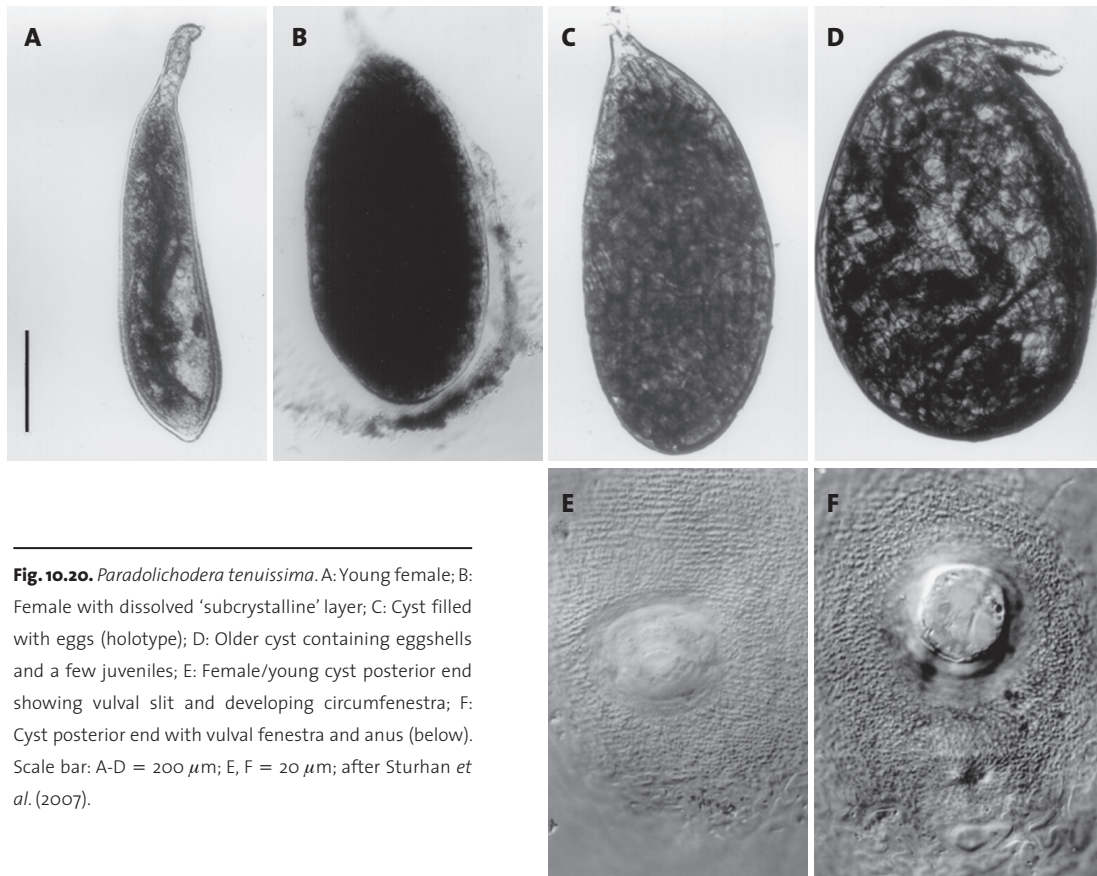 A
B
C
D
E
F
Fig. 10.20. Paradolichodera tenuissima. A: Young female; B:
Female with dissolved ‘subcrystalline’ layer; C: Cyst filled
with eggs (holotype); D: Older cyst containing eggshells
and a few juveniles; E: Female/young cyst posterior end
showing vulval slit and developing circumfenestra; F:
Cyst posterior end with vulval fenestra and anus (below).
Scale bar: A-D = 200 μm; E, F = 20 μm; after Sturhan et
al. (2007).